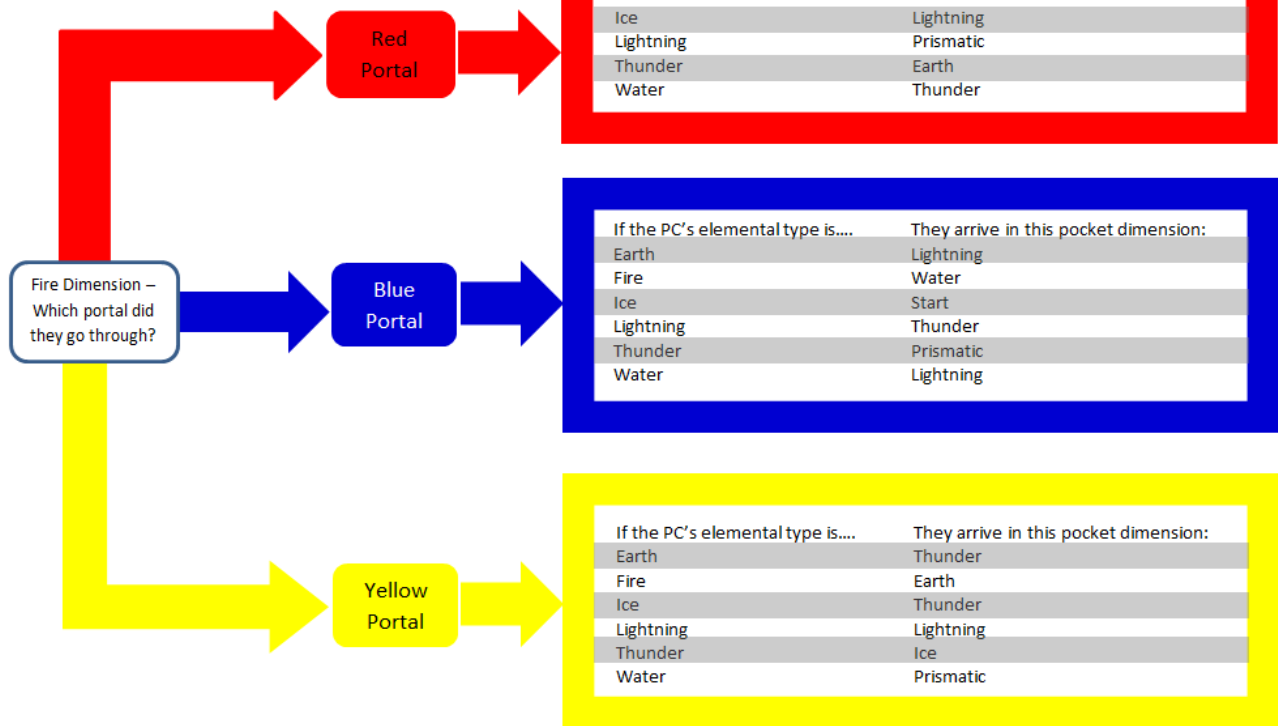 Ice Lightning
Lightning Prismatic
Thunder Earth
Water Thunder
Red
Portal
Fire Dimension –
Which portal did
they go through?
Blue
Portal
If the PC’s elemental type is…. They arrive in this pocket dimension:
Earth Lightning
Fire Water
Ice Start
Lightning Thunder
Thunder Prismatic
Water Lightning
Yellow
Portal
If the PC’s elemental type is…. They arrive in this pocket dimension:
Earth Thunder
Fire Earth
Ice Thunder
Lightning Lightning
Thunder Ice
Water Prismatic